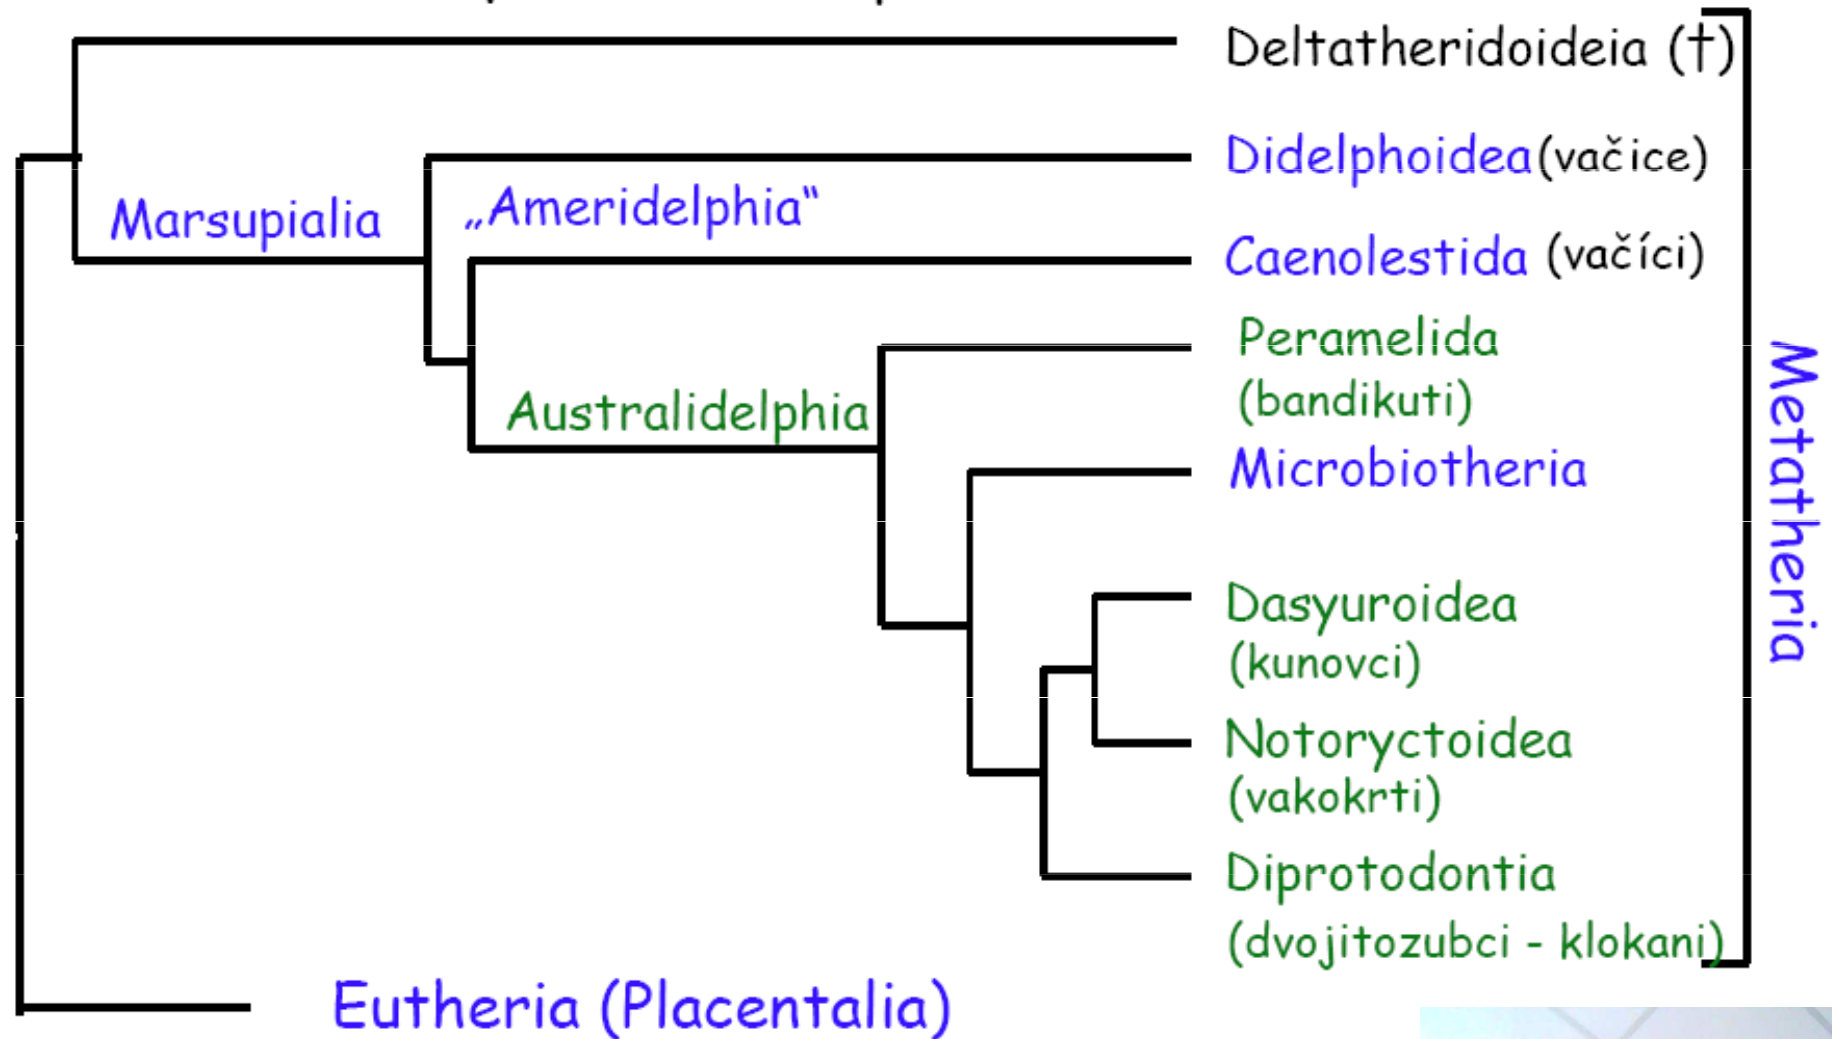 Deltatheridoideia (†)
Didelphoidea (vačice)
Marsupialia
„Ameridelphia“
Caenolestida (vačíci)
Peramelida
(bandikuti)
Australidelphia
Microbiotheria
Metatheria
Dasyuroidea
(kunovci)
Notoryctoidea
(vakokrti)
Diprotodontia
(dvojitozubci - klokani)
Eutheria (Placentalia)